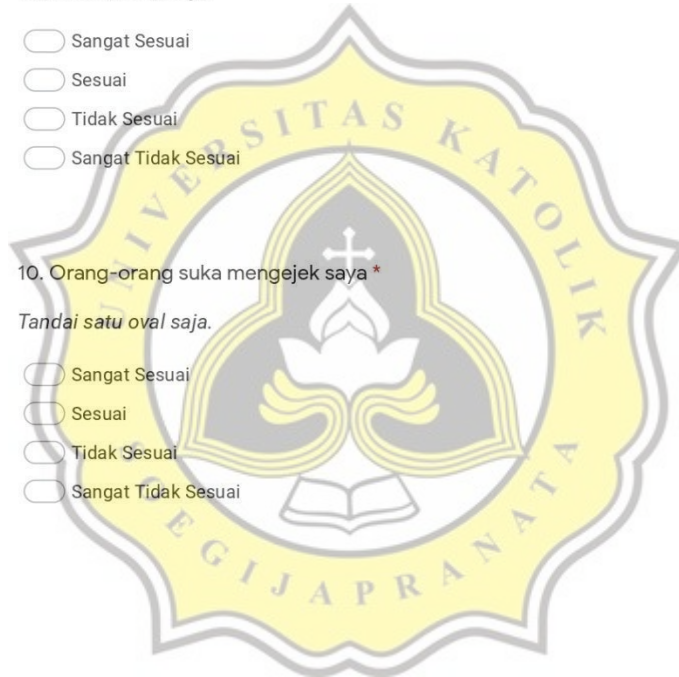 Sangat Sesuai
Sesuai
Tidak Sesuai
Sangat Tidak Sesuai
10. Orang-orang suka mengejek saya *
Tandai satu oval saja.
Sangat Sesuai
Sesuai
Tidak Sesuai
Sangat Tidak Sesuai
UNIVERSITAS KATOLIK
SOEGIJAPRANATA